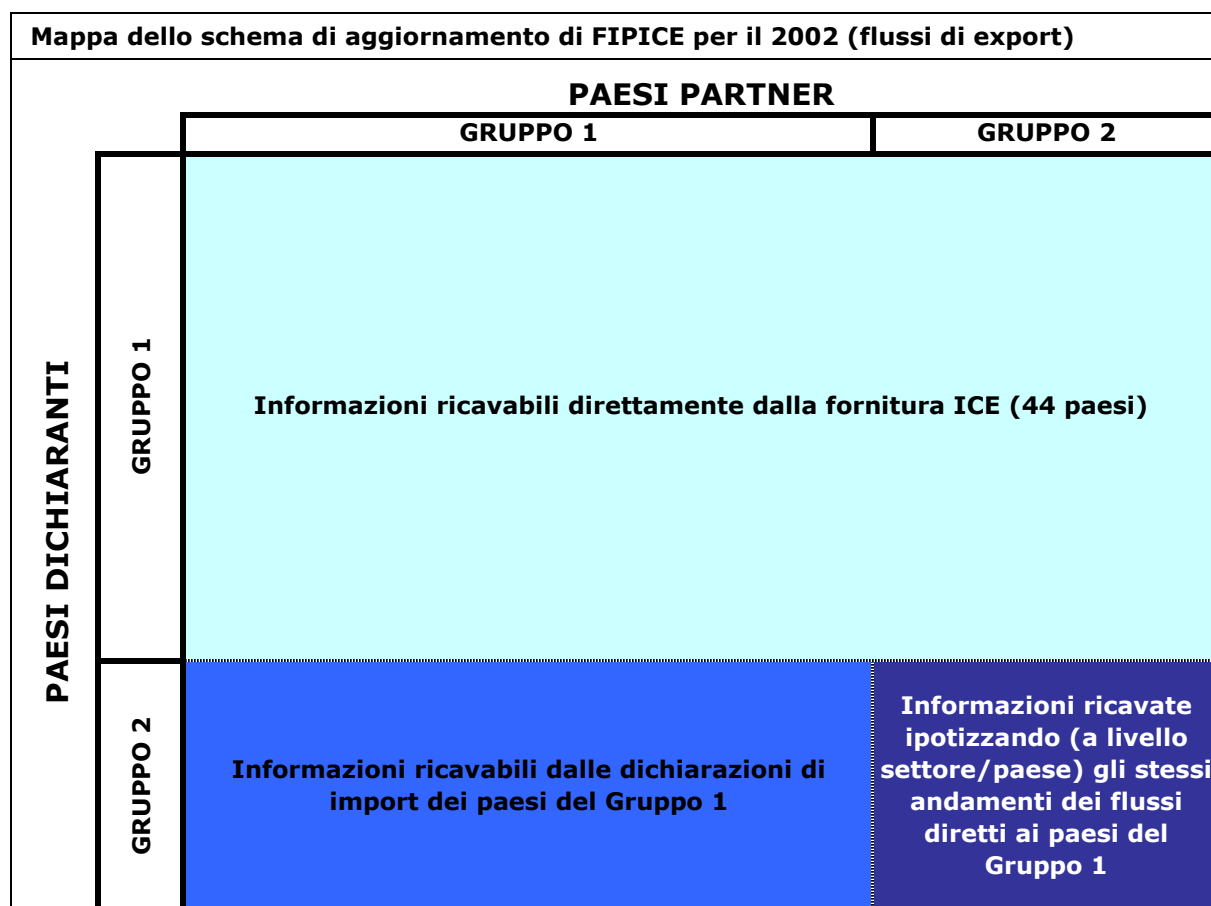 Mappa dello schema di aggiornamento di FIPICE per il 2002 (flussi di export)
PAESI PARTNER
GRUPPO 1
GRUPPO 2
PAESI DICHIARANTI
GRUPPO 1
Informazioni ricavabili direttamente dalla fornitura ICE (44 paesi)
GRUPPO 2
Informazioni ricavabili dalle dichiarazioni di
import dei paesi del Gruppo 1
Informazioni ricavate
ipotizzando (a livello
settore/paese) gli stessi
andamenti dei flussi
diretti ai paesi del
Gruppo 1